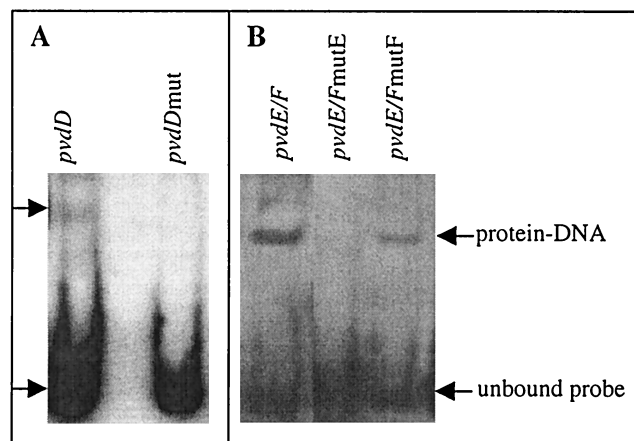 A
pvdD
pvdDmut
B
pvdE/F
pvdE/FmutE
pvdE/FmutF
protein-DNA
unbound probe